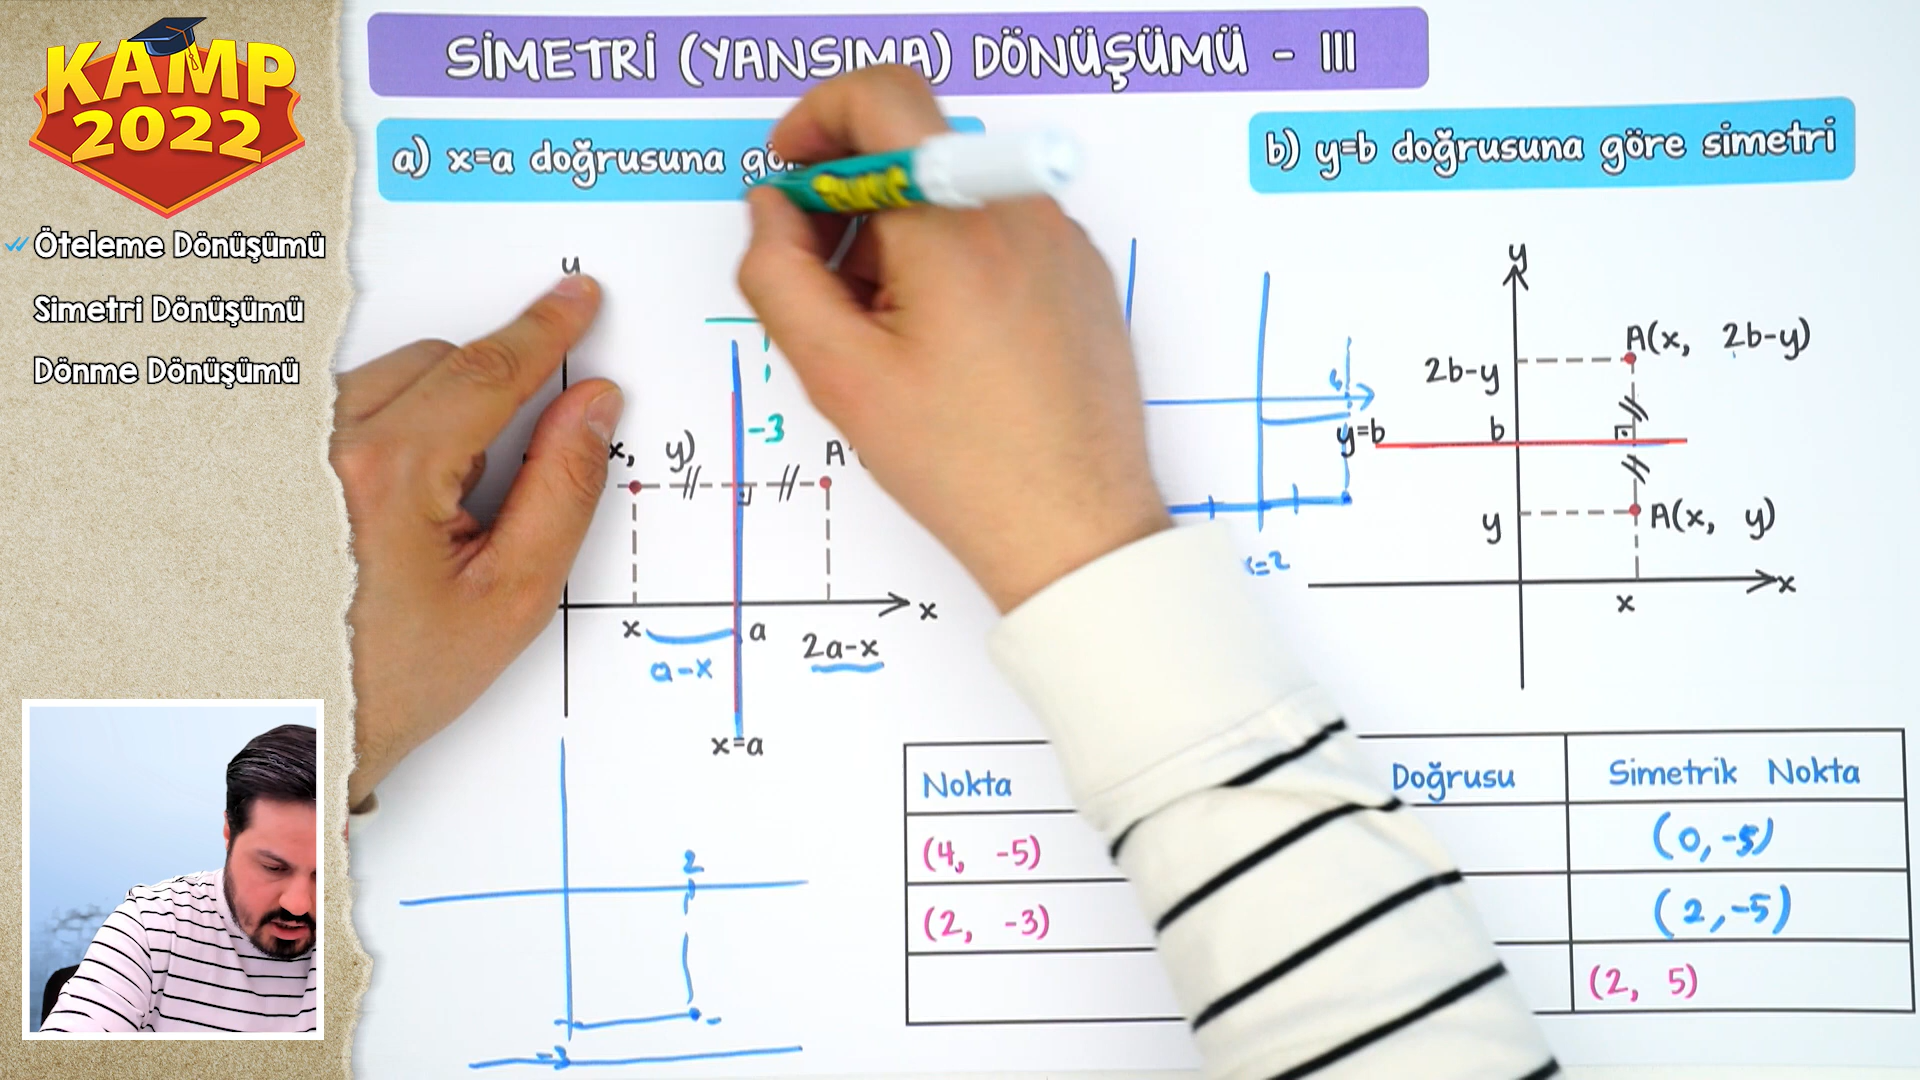 KAMP
2022
Öteleme Dönüşümü
Simetri Dönüşümü
Dönme Dönüşümü
SİMETRİ (YANSIMA) DÖNÜŞÜMÜ - III
a) x=a doğrusuna
b) y=b doğrusuna göre simetri
y
x, y)
-3
A
x
a
2a-x
x
a-x
x=a
2
-3
6
x=2
y
A(x, 2b-y)
2b-y
y=b
b
y
A(x, y)
x
x
Nokta
Doğrusu
Simetrik Nokta
(4, -5)
(0,-5)
(2, -3)
(2,-5)
(2, 5)